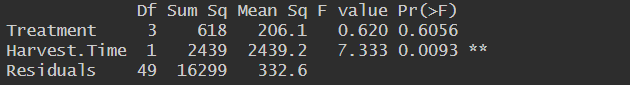 Df Sum Sq Mean Sq F value Pr(>F)
Treatment 3 618 206.1 0.620 0.6056
Harvest.Time 1 2439 2439.2 7.333 0.0093 **
Residuals 49 16299 332.6